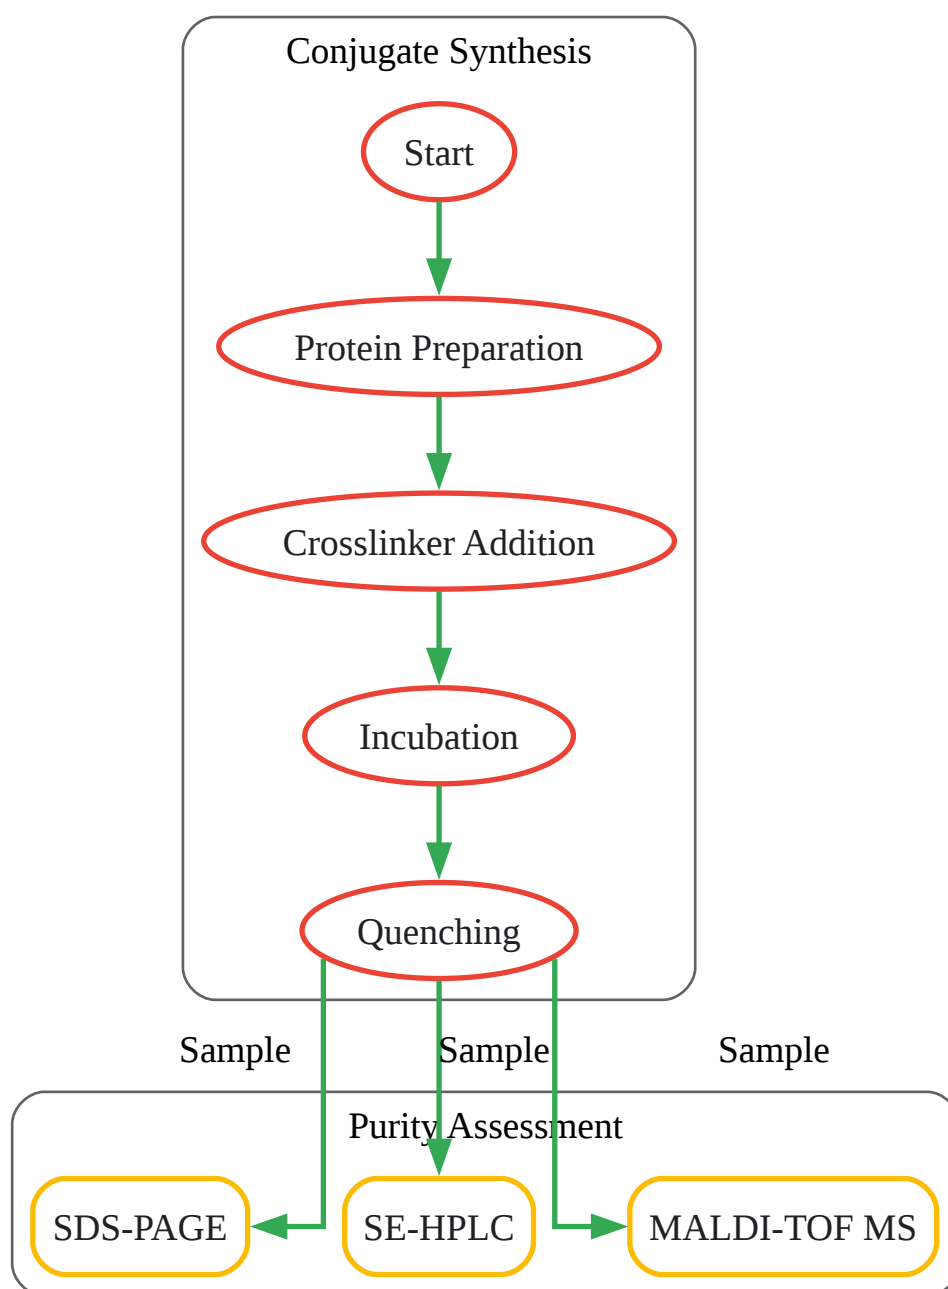 Conjugate Synthesis
Start
Protein Preparation
Crosslinker Addition
Incubation
Quenching
Sample Sample Sample
Purity Assessment
SDS-PAGE SE-HPLC MALDI-TOF MS